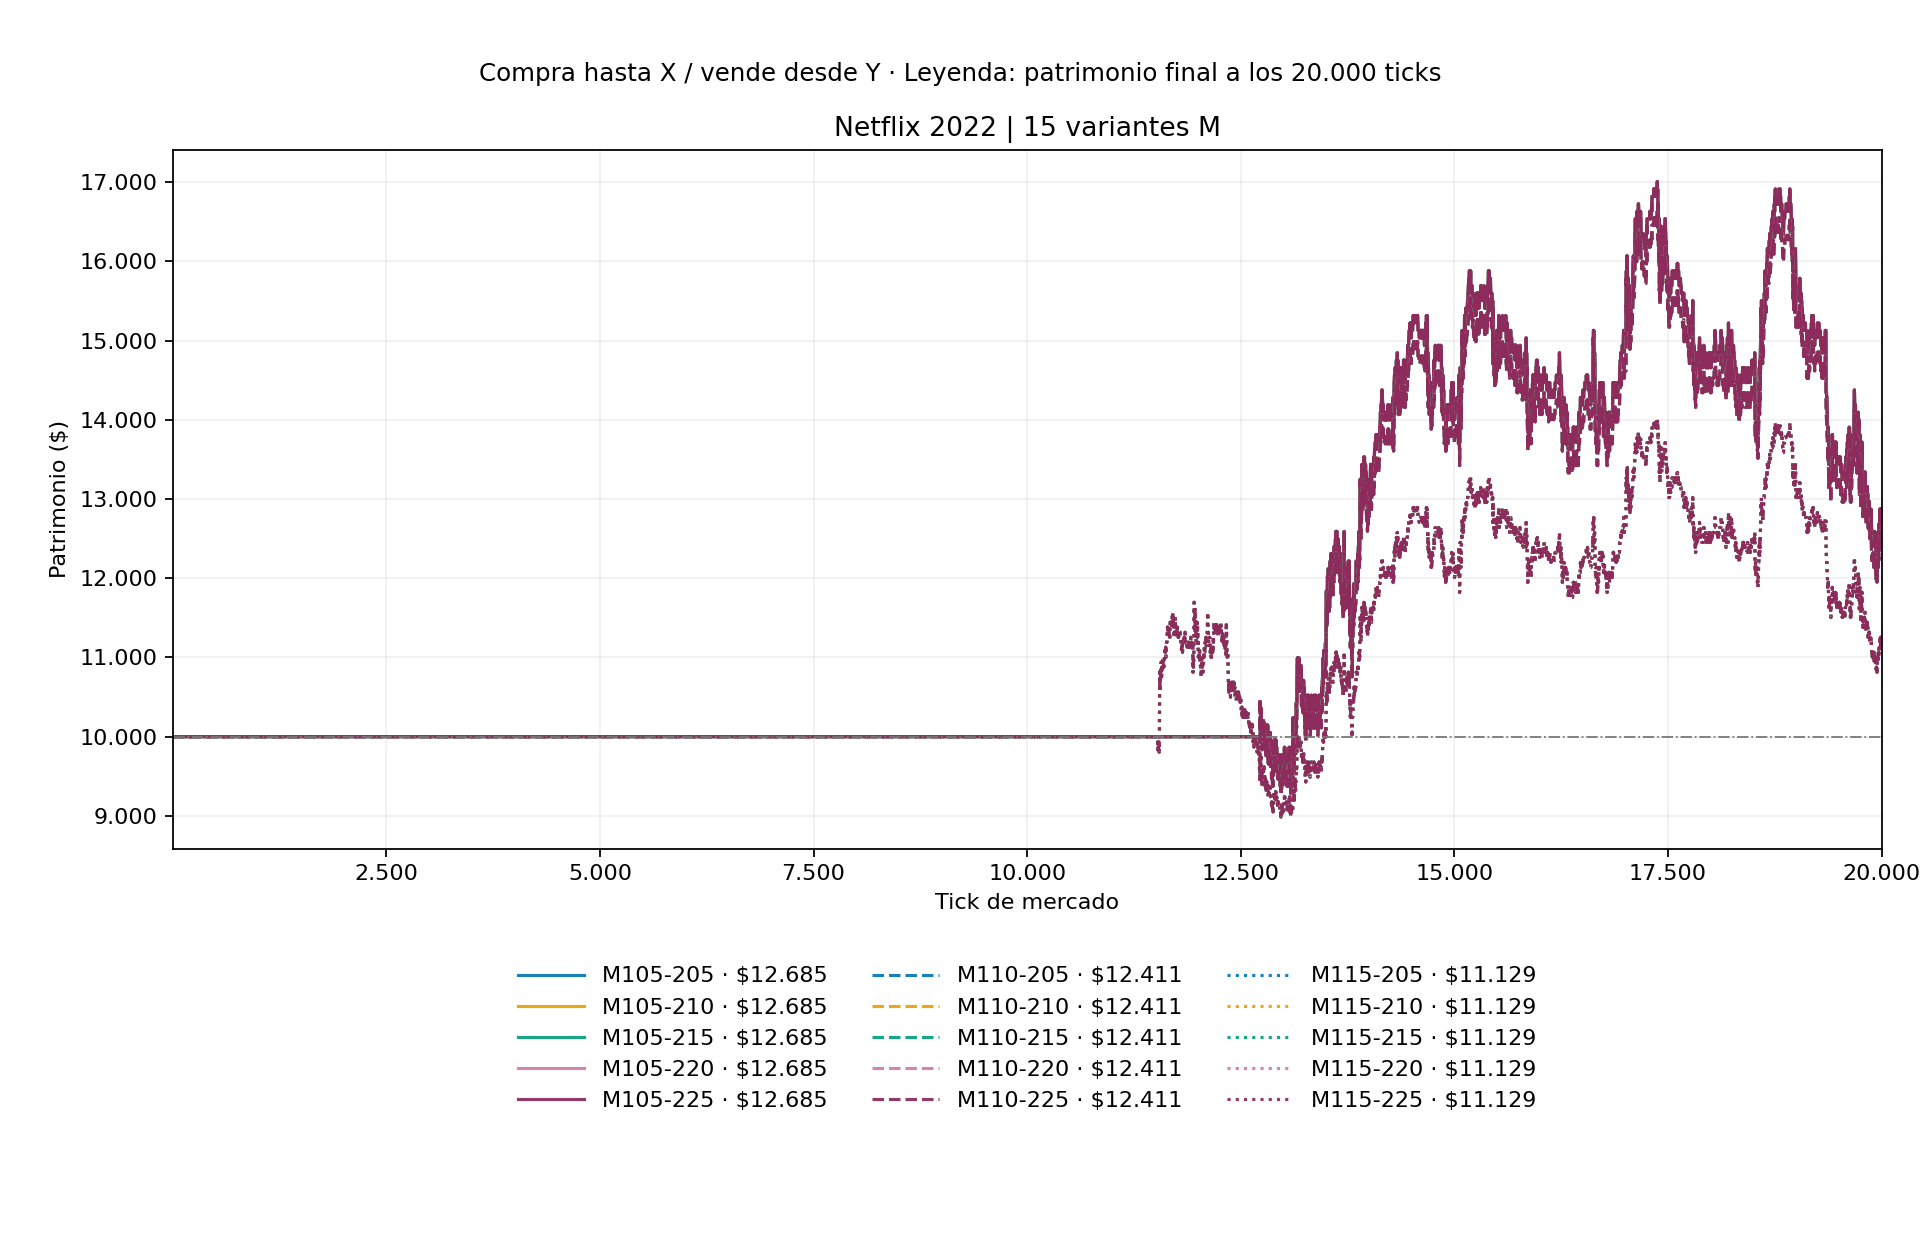 Compra hasta X / vende desde Y · Leyenda: patrimonio final a los 20.000 ticks
Netflix 2022 | 15 variantes M
17.000
16.000
15.000
14.000
13.000
12.000
11.000
10.000
9.000
Patrimonio ($)
2.500 5.000 7.500 10.000 12.500 15.000 17.500 20.000
Tick de mercado
M105-205 · $12.685 M110-205 · $12.411 M115-205 · $11.129
M105-210 · $12.685 M110-210 · $12.411 M115-210 · $11.129
M105-215 · $12.685 M110-215 · $12.411 M115-215 · $11.129
M105-220 · $12.685 M110-220 · $12.411 M115-220 · $11.129
M105-225 · $12.685 M110-225 · $12.411 M115-225 · $11.129